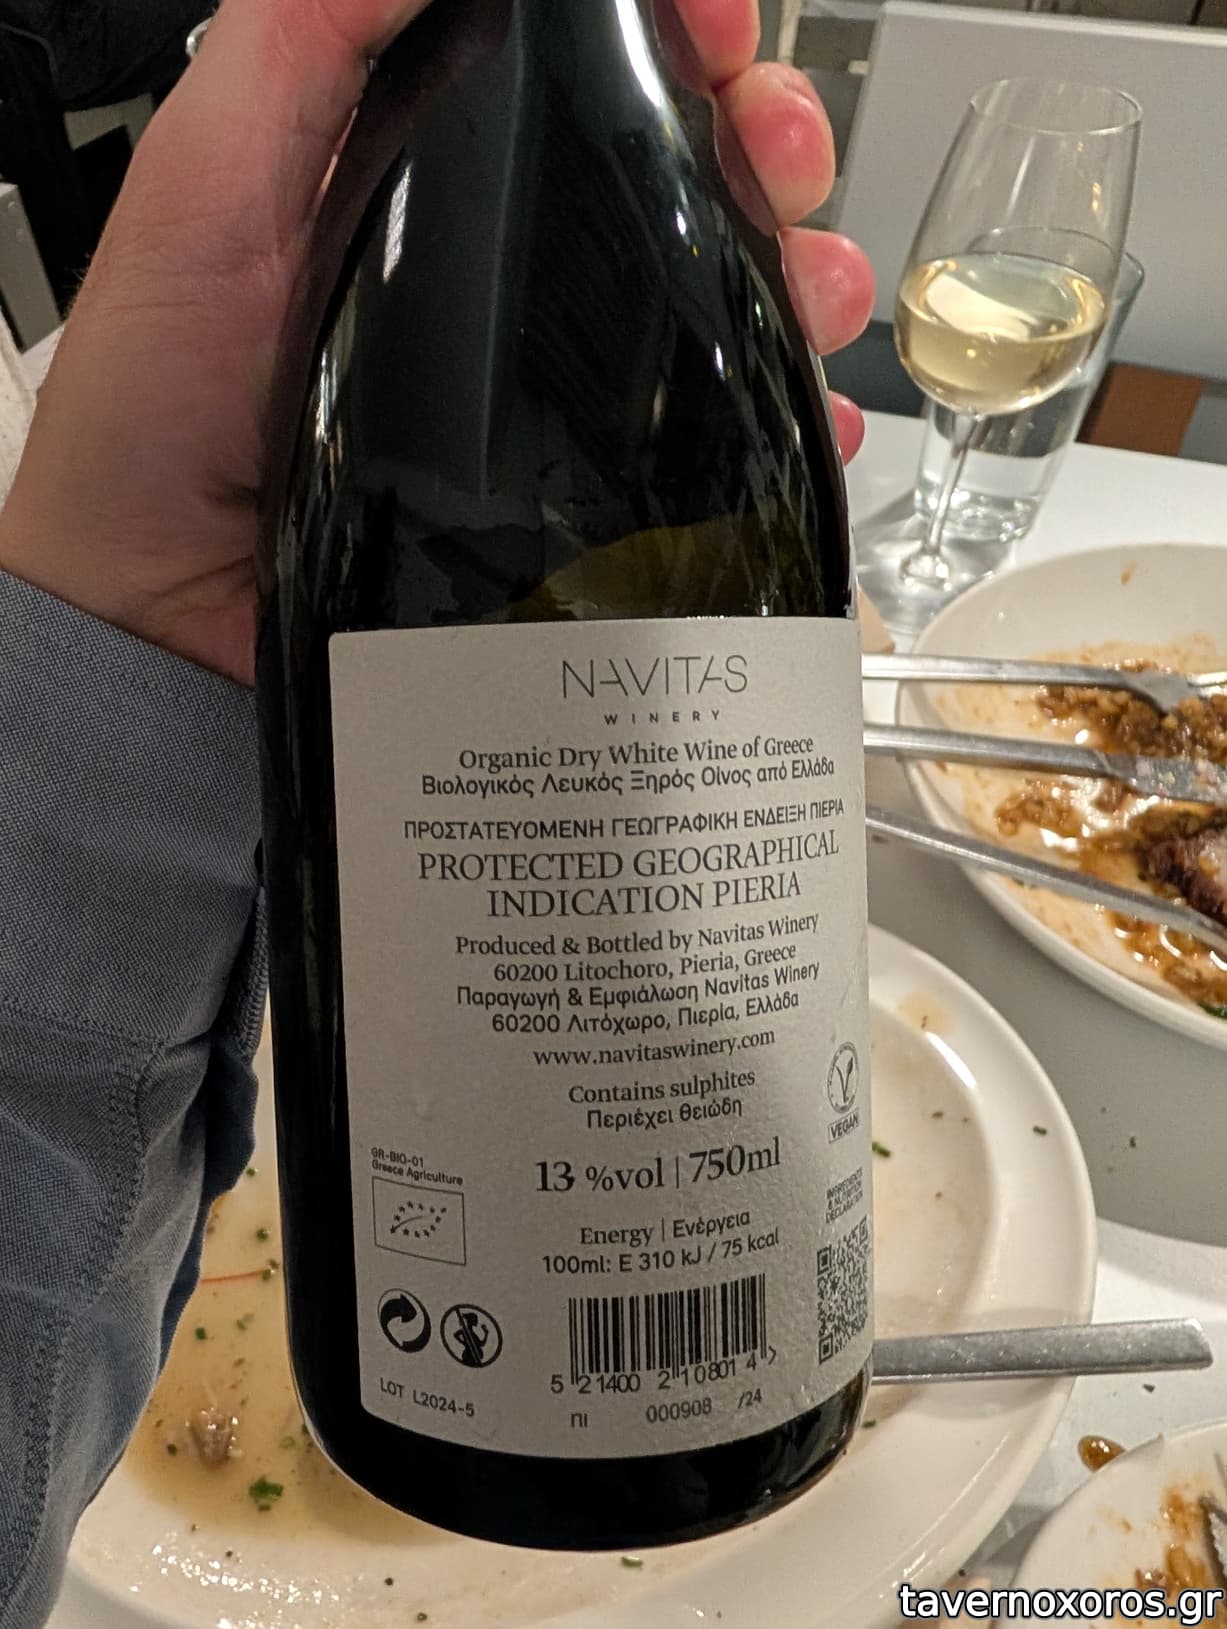 NAVITAS
WINERY
Organic Dry White Wine of Greece
Βιολογικός Λευκός Ξηρός Οίνος από Ελλάδα
ΠΡΟΣΤΑΤΕΥΟΜΕΝΗ ΓΕΩΓΡΑΦΙΚΗ ΕΝΔΕΙΞΗ ΠΙΕΡΙΑ
PROTECTED GEOGRAPHICAL
INDICATION PIERIA
Produced & Bottled by Navitas Winery
60200 Litochoro, Pieria, Greece
Παραγωγή & Εμφιάλωση Navitas Winery
60200 Λιτόχωρο, Πιερία, Ελλάδα
www.navitaswinery.com
Contains sulphites
Περιέχει θειώδη
VEGAN
GR-BIO-01
Greece Agriculture
13 %vol | 750ml
INGREDIENTS
& NUTRITION
DECLARATION
Energy | Ενέργεια
100ml: E 310 kJ / 75 kcal
5 214002 108014 >
LOT L2024-5
ΠΙ 000908 /24
tavernoxoros.gr